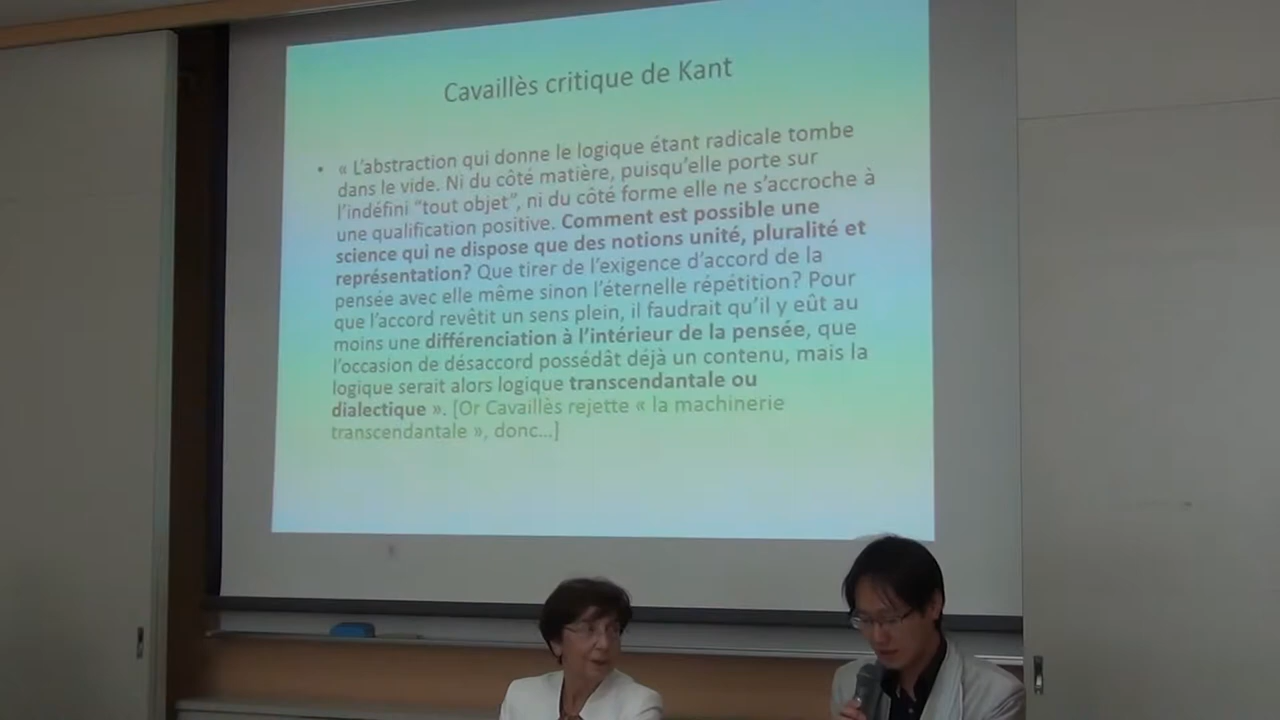 Cavaillès critique de Kant
• « L'abstraction qui donne le logique étant radicale tombe
dans le vide. Ni du côté matière, puisqu'elle porte sur
l'indéfini "tout objet", ni du côté forme elle ne s'accroche à
une qualification positive. Comment est possible une
science qui ne dispose que des notions unité, pluralité et
représentation? Que tirer de l'exigence d'accord de la
pensée avec elle même sinon l'éternelle répétition? Pour
que l'accord revêtit un sens plein, il faudrait qu'il y eût au
moins une différenciation à l'intérieur de la pensée, que
l'occasion de désaccord possédât déjà un contenu, mais la
logique serait alors logique transcendantale ou
dialectique ». [Or Cavaillès rejette « la machinerie
transcendantale », donc...]